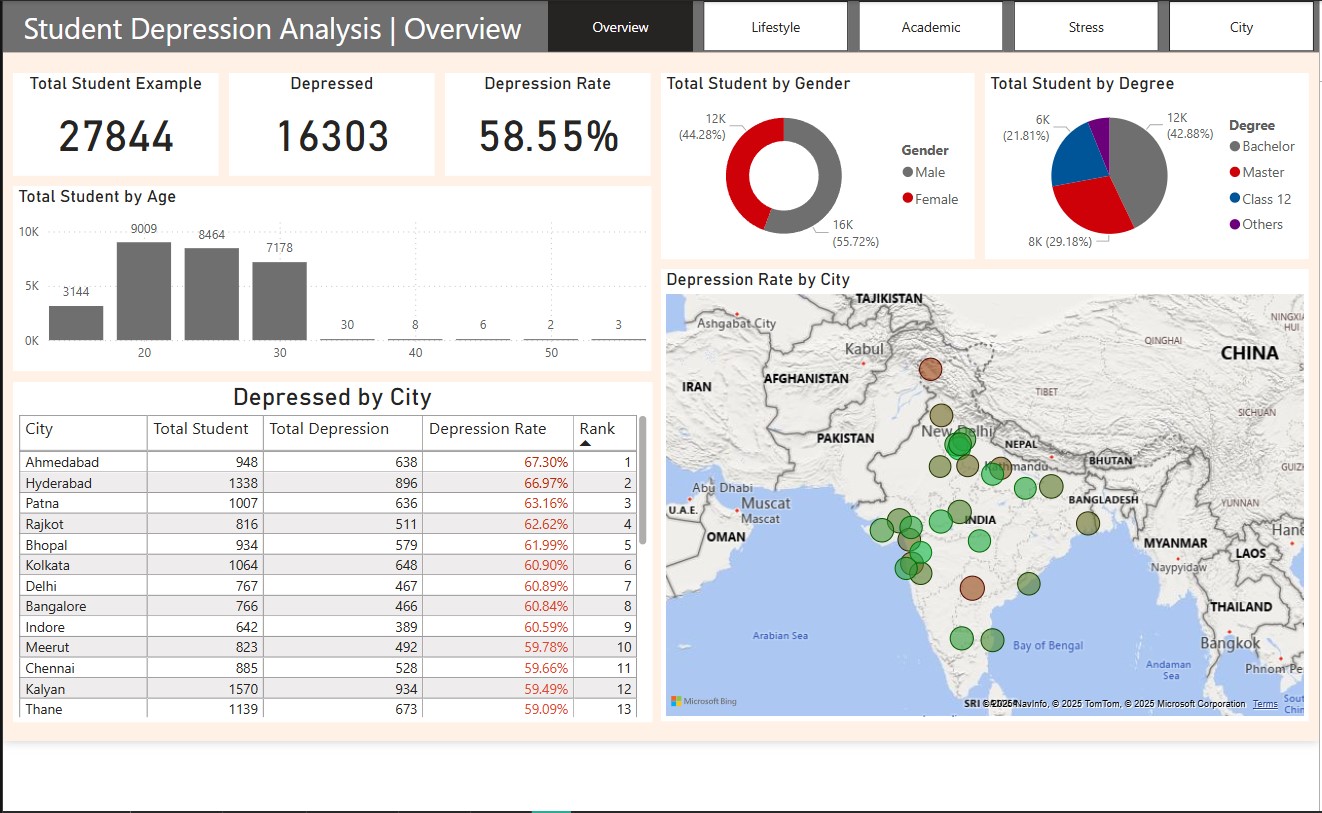 Student Depression Analysis | Overview
Overview
Lifestyle
Academic
Stress
City
Total Student Example
27844
Depressed
16303
Depression Rate
58.55%
Total Student by Gender
12K
(44.28%)
16K
(55.72%)
Gender
Male
Female
Total Student by Degree
6K
(21.81%)
12K
(42.88%)
8K (29.18%)
Degree
Bachelor
Master
Class 12
Others
Total Student by Age
10K
5K
0K
3144
9009
8464
7178
30
8
6
2
3
20
30
40
50
Depressed by City
City Total Student Total Depression Depression Rate Rank
Ahmedabad 948 638 67.30% 1
Hyderabad 1338 896 66.97% 2
Patna 1007 636 63.16% 3
Rajkot 816 511 62.62% 4
Bhopal 934 579 61.99% 5
Kolkata 1064 648 60.90% 6
Delhi 767 467 60.89% 7
Bangalore 766 466 60.84% 8
Indore 642 389 60.59% 9
Meerut 823 492 59.78% 10
Chennai 885 528 59.66% 11
Kalyan 1570 934 59.49% 12
Thane 1139 673 59.09% 13
Depression Rate by City
TAJIKISTAN
Ashgabat City
NINGXIA
HUI
QINGHAI
Kabul
CHINA
AFGHANISTAN
IRAN
TIBET
SICHUAN
New Delhi
PAKISTAN
NEPAL
Kathmandu
BHUTAN
GUIZ
Abu Dhabi
BANGLADESH
YUNNAN
U.A.E.
Muscat
Muscat
INDIA
Hano
OMAN
MYANMAR
LAOS
Naypyidaw
THAILAND
Arabian Sea
Bay of Bengal
Bangkok
Andaman
Sea
Phnom Pe
Microsoft Bing
SRI
© 2025 NavInfo, © 2025 TomTom, © 2025 Microsoft Corporation Terms
Sout
Chin